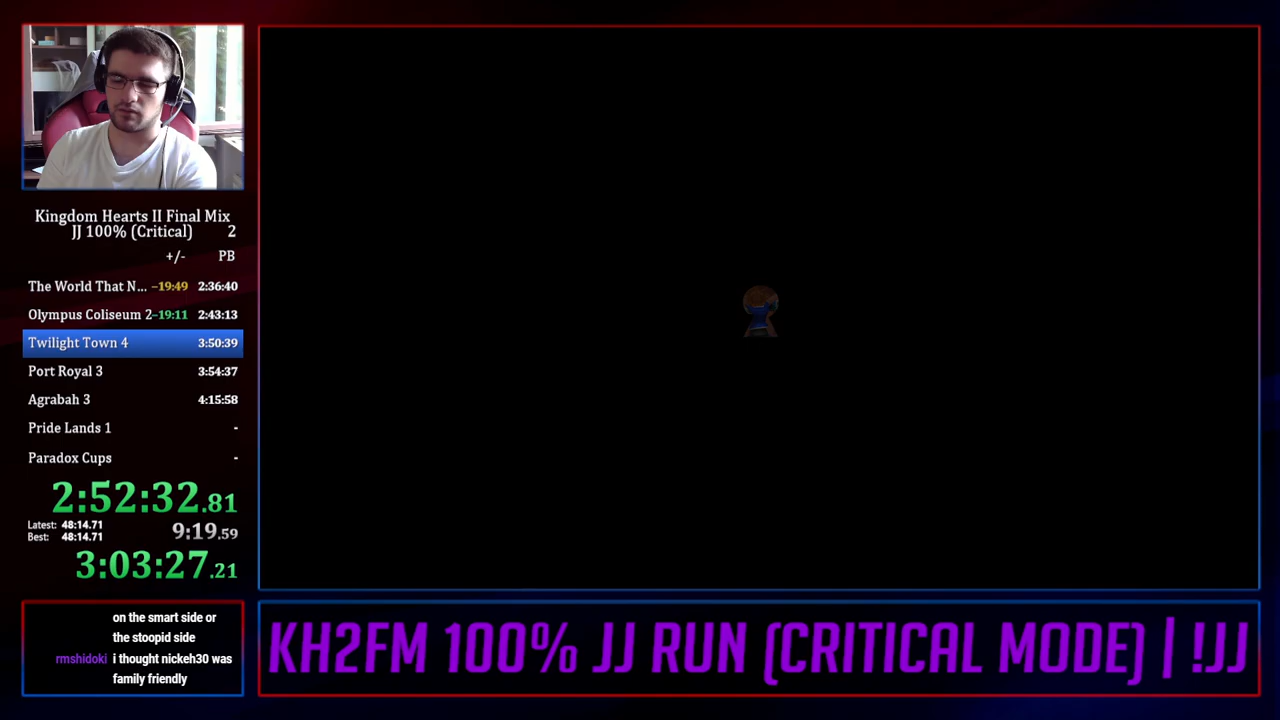 Kingdom Hearts II Final Mix
JJ 100% (Critical) 2
+/- PB
The World That N... -19:49 2:36:40
Olympus Coliseum 2 -19:11 2:43:13
Twilight Town 4 3:50:39
Port Royal 3 3:54:37
Agrabah 3 4:15:58
Pride Lands 1 -
Paradox Cups -
2:52:32.81
Latest: 48:14.71
Best: 48:14.71
9:19.59
3:03:27.21
on the smart side or
the stoopid side
rmshidoki i thought nickeh30 was
family friendly
KH2FM 100% JJ RUN (CRITICAL MODE) | !JJ